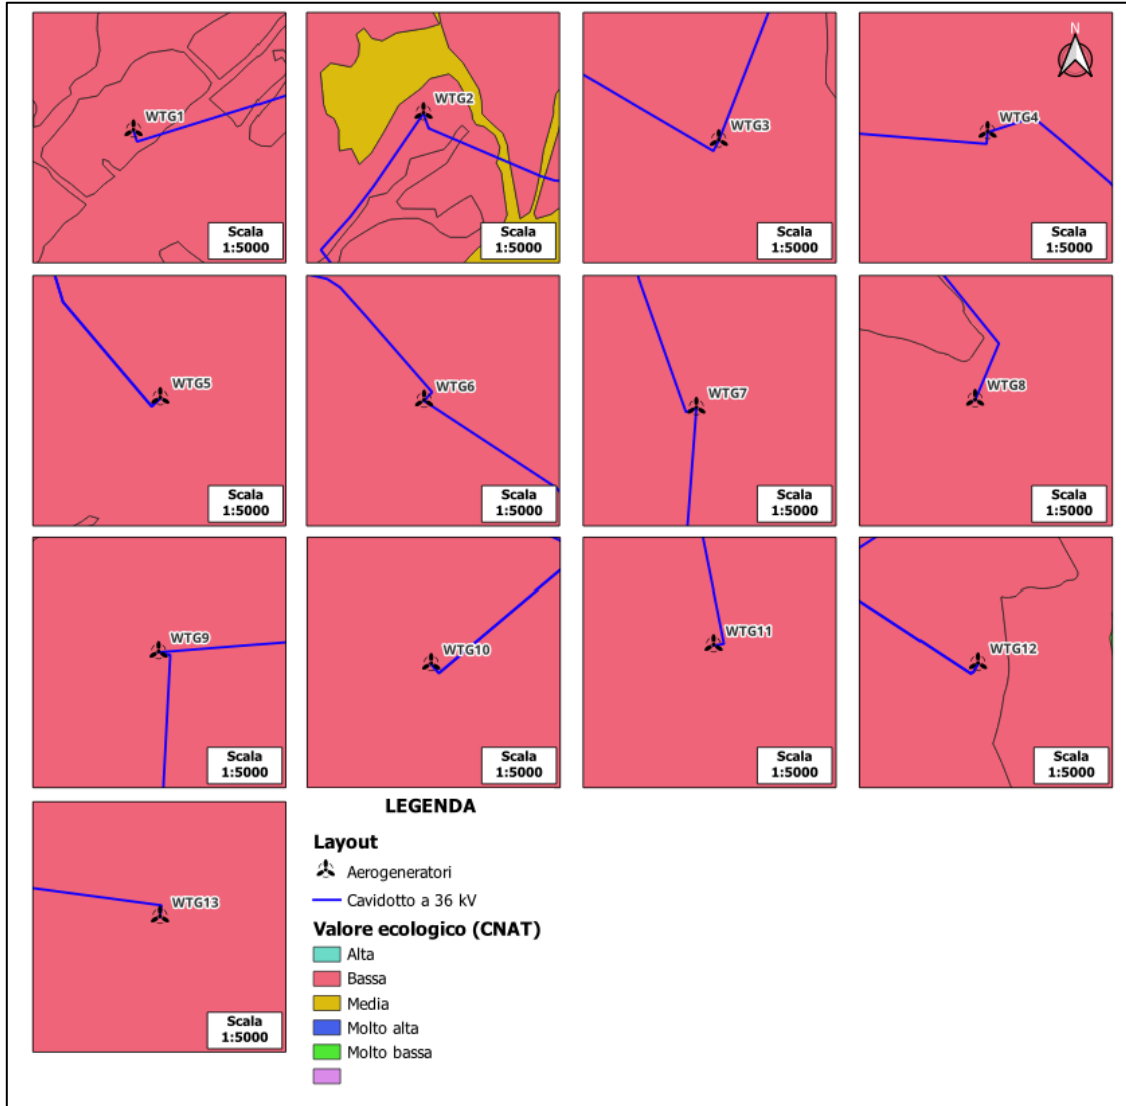 WTG1
Scala
1:5000
WTG2
Scala
1:5000
WTG3
Scala
1:5000
N
WTG4
Scala
1:5000
WTG5
Scala
1:5000
WTG6
Scala
1:5000
WTG7
Scala
1:5000
WTG8
Scala
1:5000
WTG9
Scala
1:5000
WTG10
Scala
1:5000
WTG11
Scala
1:5000
WTG12
Scala
1:5000
WTG13
Scala
1:5000
LEGENDA
Layout
Aerogeneratori
Cavidotto a 36 kV
Valore ecologico (CNAT)
Alta
Bassa
Media
Molto alta
Molto bassa